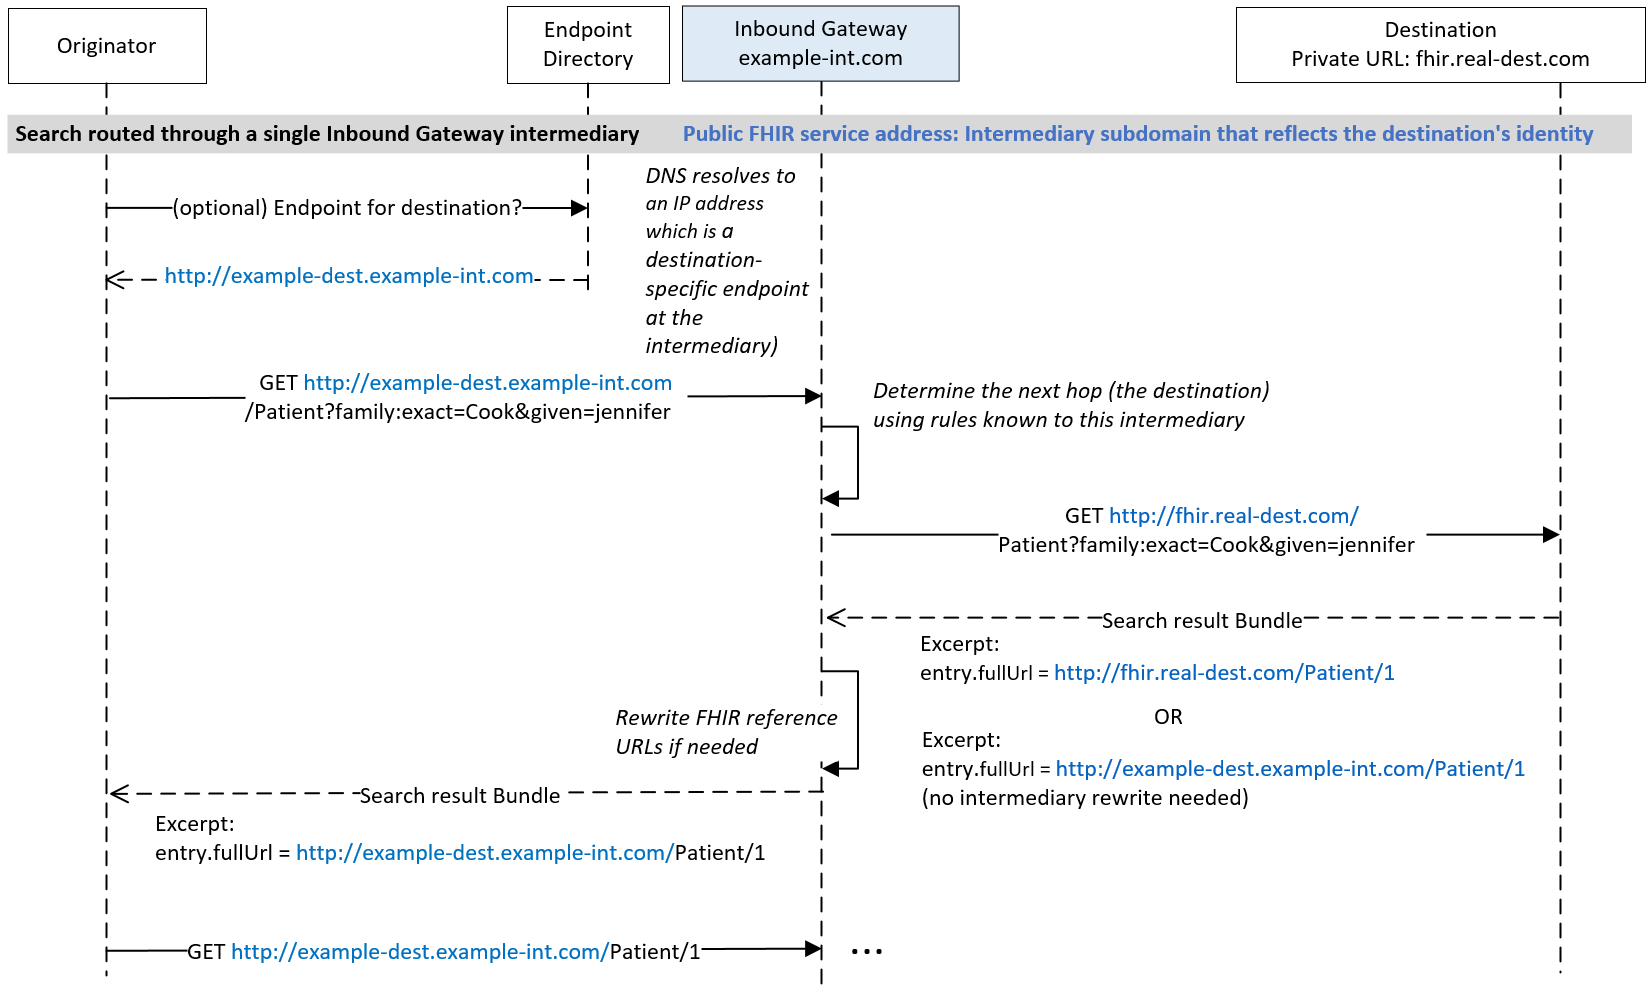 Originator
Endpoint
Directory
Inbound Gateway
example-int.com
Destination
Private URL: fhir.real-dest.com
Search routed through a single Inbound Gateway intermediary
Public FHIR service address: Intermediary subdomain that reflects the destination's identity
DNS resolves to
an IP address
which is a
destination-
specific endpoint
at the
intermediary)
(optional) Endpoint for destination?
http://example-dest.example-int.com
GET http://example-dest.example-int.com
/Patient?family:exact=Cook&given=jennifer
Determine the next hop (the destination)
using rules known to this intermediary
GET http://fhir.real-dest.com/
Patient?family:exact=Cook&given=jennifer
Search result Bundle
Excerpt:
entry.fullUrl = http://fhir.real-dest.com/Patient/1
OR
Excerpt:
entry.fullUrl = http://example-dest.example-int.com/Patient/1
(no intermediary rewrite needed)
Rewrite FHIR reference
URLs if needed
Search result Bundle
Excerpt:
entry.fullUrl = http://example-dest.example-int.com/Patient/1
GET http://example-dest.example-int.com/Patient/1
...